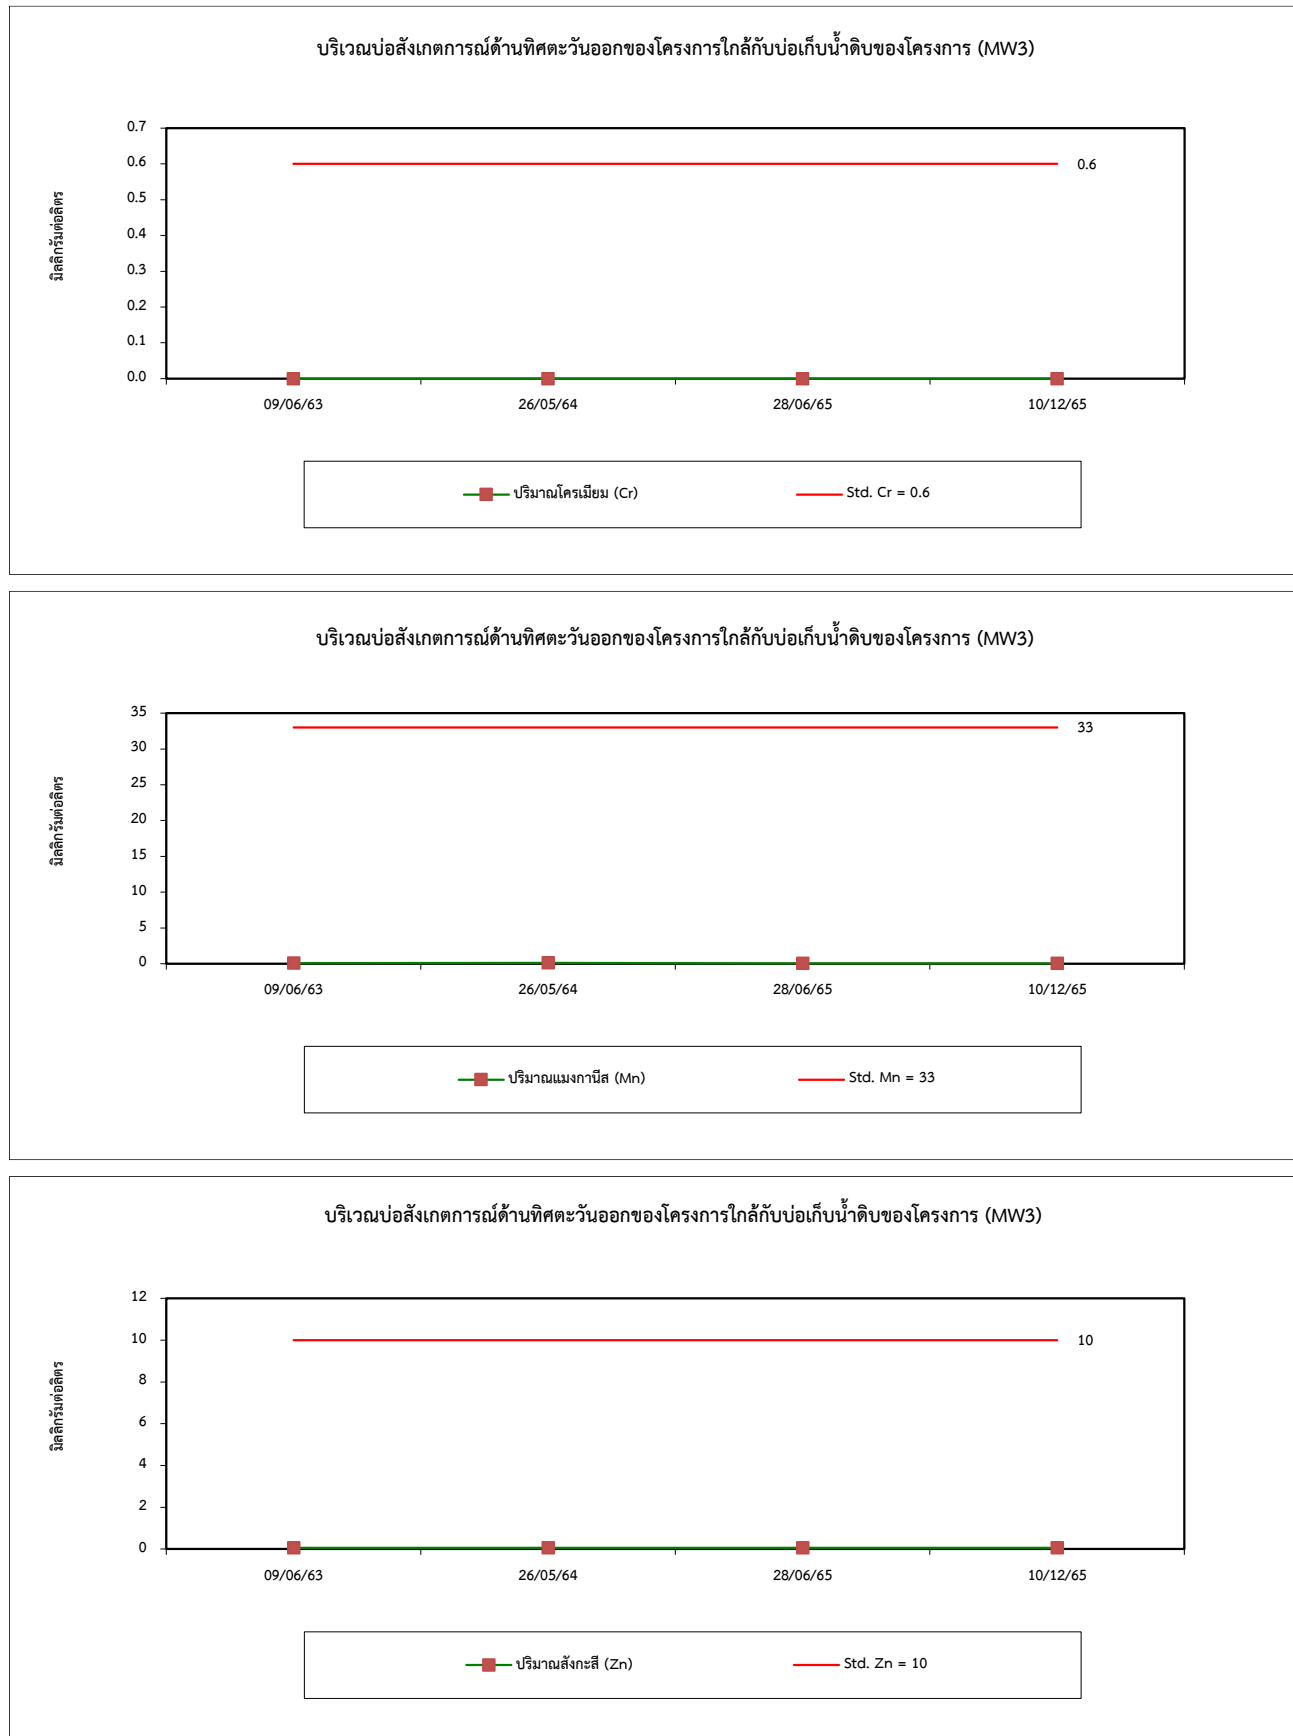 บริเวณบ่อสังเกตการณ์ด้านทิศตะวันออกของโครงการใกล้กับบ่อเก็บน้ำดิบของโครงการ (MW3)
มิลลิกรัมต่อลิตร
0.7
0.6
0.5
0.4
0.3
0.2
0.1
0.0
0.6
09/06/63 26/05/64 28/06/65 10/12/65
ปริมาณโครเมียม (Cr) Std. Cr = 0.6
บริเวณบ่อสังเกตการณ์ด้านทิศตะวันออกของโครงการใกล้กับบ่อเก็บน้ำดิบของโครงการ (MW3)
มิลลิกรัมต่อลิตร
35
30
25
20
15
10
5
0
33
09/06/63 26/05/64 28/06/65 10/12/65
ปริมาณแมงกานีส (Mn) Std. Mn = 33
บริเวณบ่อสังเกตการณ์ด้านทิศตะวันออกของโครงการใกล้กับบ่อเก็บน้ำดิบของโครงการ (MW3)
มิลลิกรัมต่อลิตร
12
10
8
6
4
2
0
10
09/06/63 26/05/64 28/06/65 10/12/65
ปริมาณสังกะสี (Zn) Std. Zn = 10